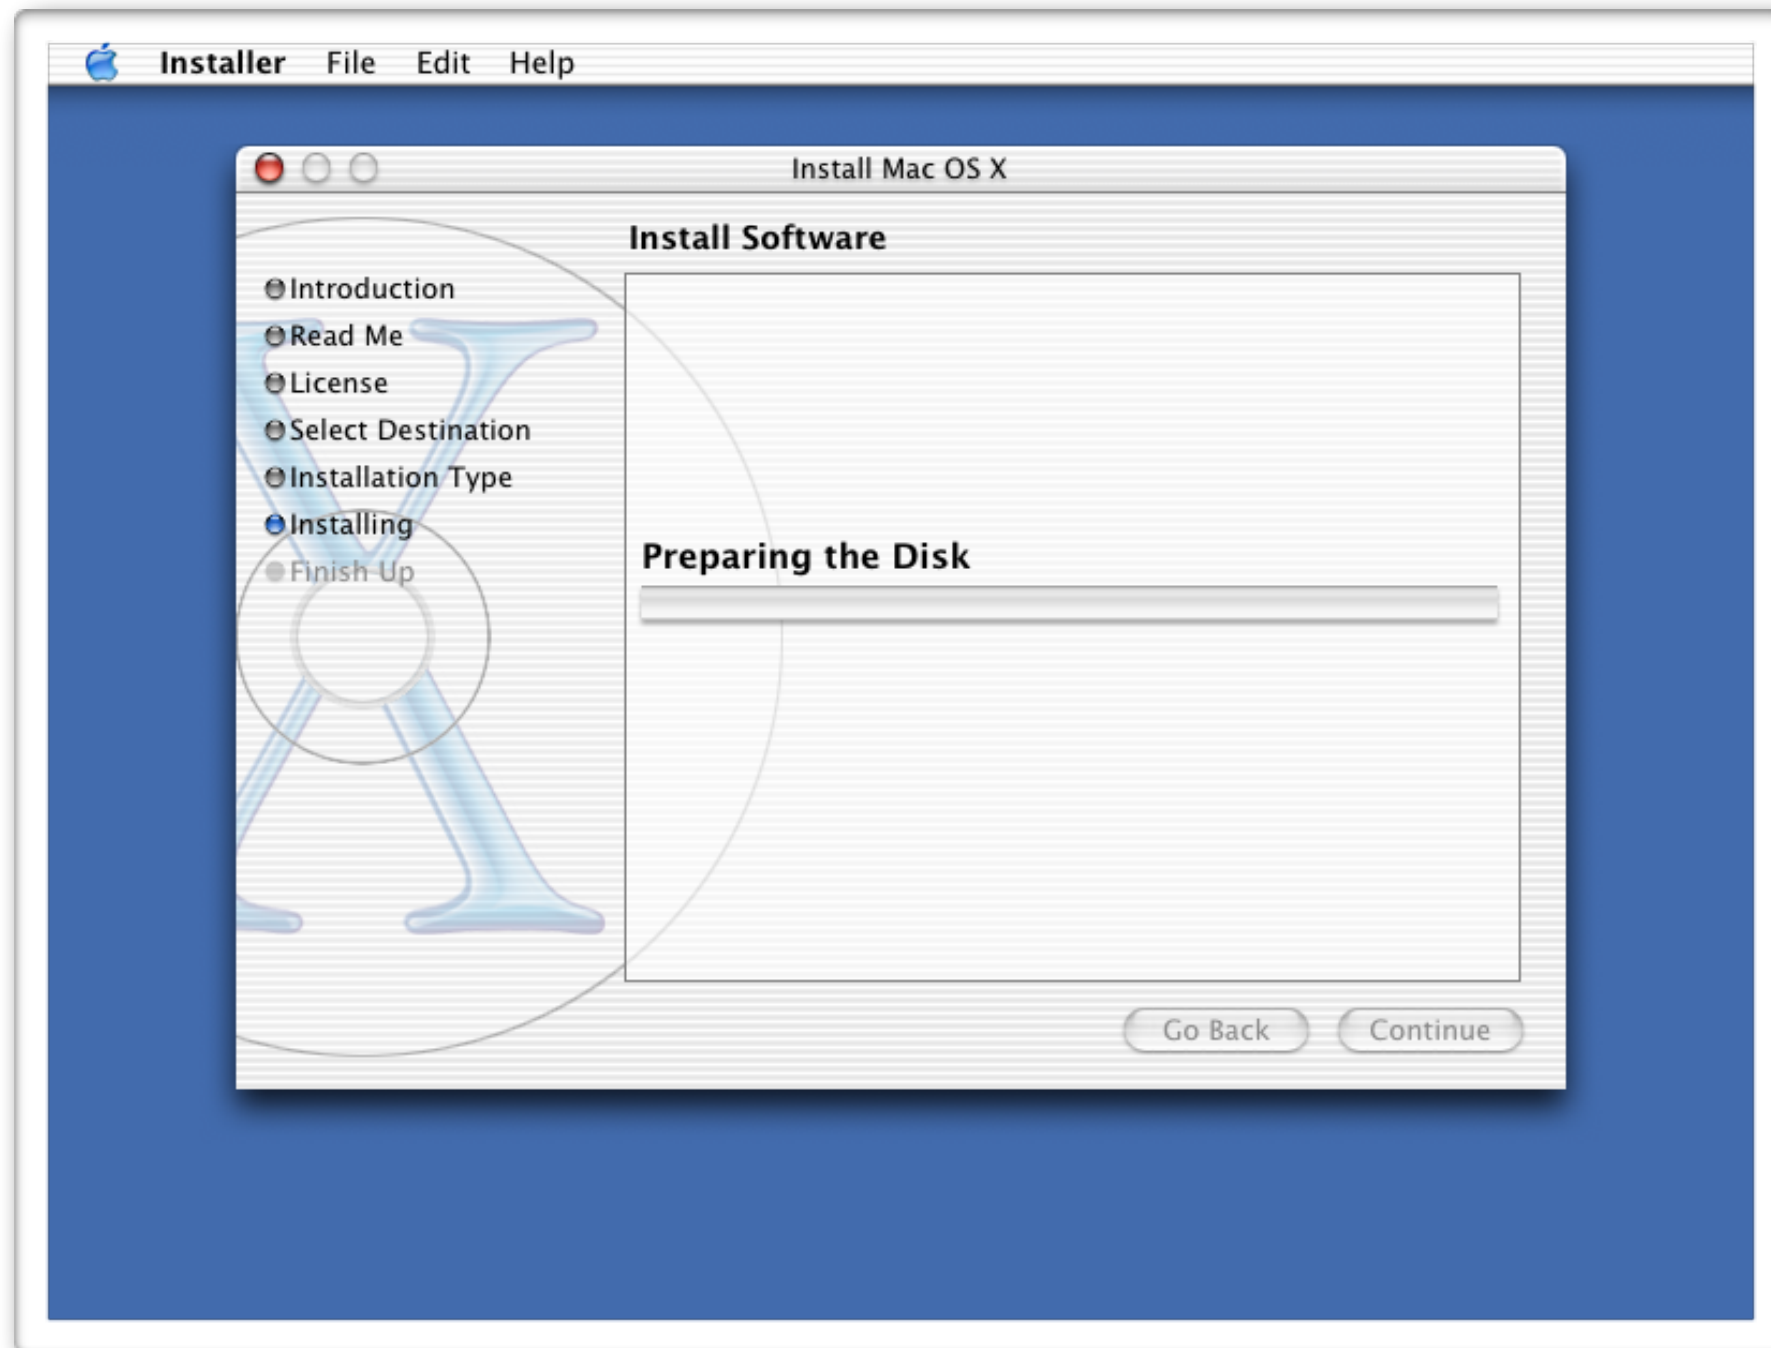 Installer File Edit Help
Install Mac OS X
Install Software
Introduction
Read Me
License
Select Destination
Installation Type
Installing
Finish Up
Preparing the Disk
Go Back Continue